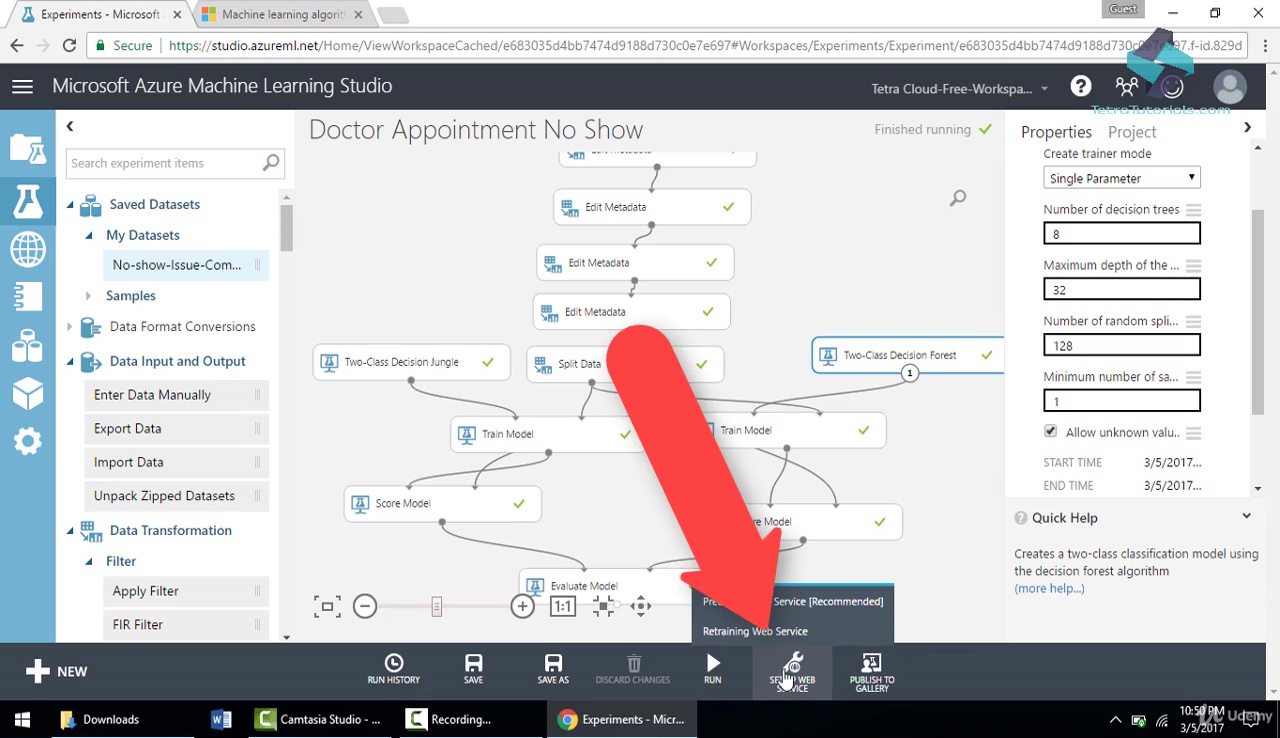 Experiments - Microsoft
Machine learning algorith
Guest
Secure
https://studio.azureml.net/Home/ViewWorkspaceCached/e683035d4bb7474d9188d730c0e7e697#Workspaces/Experiments/Experiment/e683035d4bb7474d9188d730c0e7e697.f-id.829d
Microsoft Azure Machine Learning Studio
Tetra Cloud-Free-Workspa...
TetraTutorials.com
Search experiment items
Saved Datasets
My Datasets
No-show-Issue-Com...
Samples
Data Format Conversions
Data Input and Output
Enter Data Manually
Export Data
Import Data
Unpack Zipped Datasets
Data Transformation
Filter
Apply Filter
FIR Filter
Doctor Appointment No Show
Finished running
Edit Metadata
Edit Metadata
Edit Metadata
Edit Metadata
Two-Class Decision Jungle
Split Data
Two-Class Decision Forest
1
Train Model
Train Model
Score Model
Model
Evaluate Model
1:1
Service [Recommended]
Retraining Web Service
Properties
Project
Create trainer mode
Single Parameter
Number of decision trees
8
Maximum depth of the ...
32
Number of random spli...
128
Minimum number of sa...
1
Allow unknown valu...
START TIME
3/5/2017...
END TIME
3/5/2017...
Quick Help
Creates a two-class classification model using
the decision forest algorithm
(more help...)
NEW
RUN HISTORY
SAVE
SAVE AS
DISCARD CHANGES
RUN
WEB
SERVICE
PUBLISH TO
GALLERY
Downloads
Camtasia Studio - ...
Recording...
Experiments - Micr...
10:50 PM
3/5/2017
Udemy